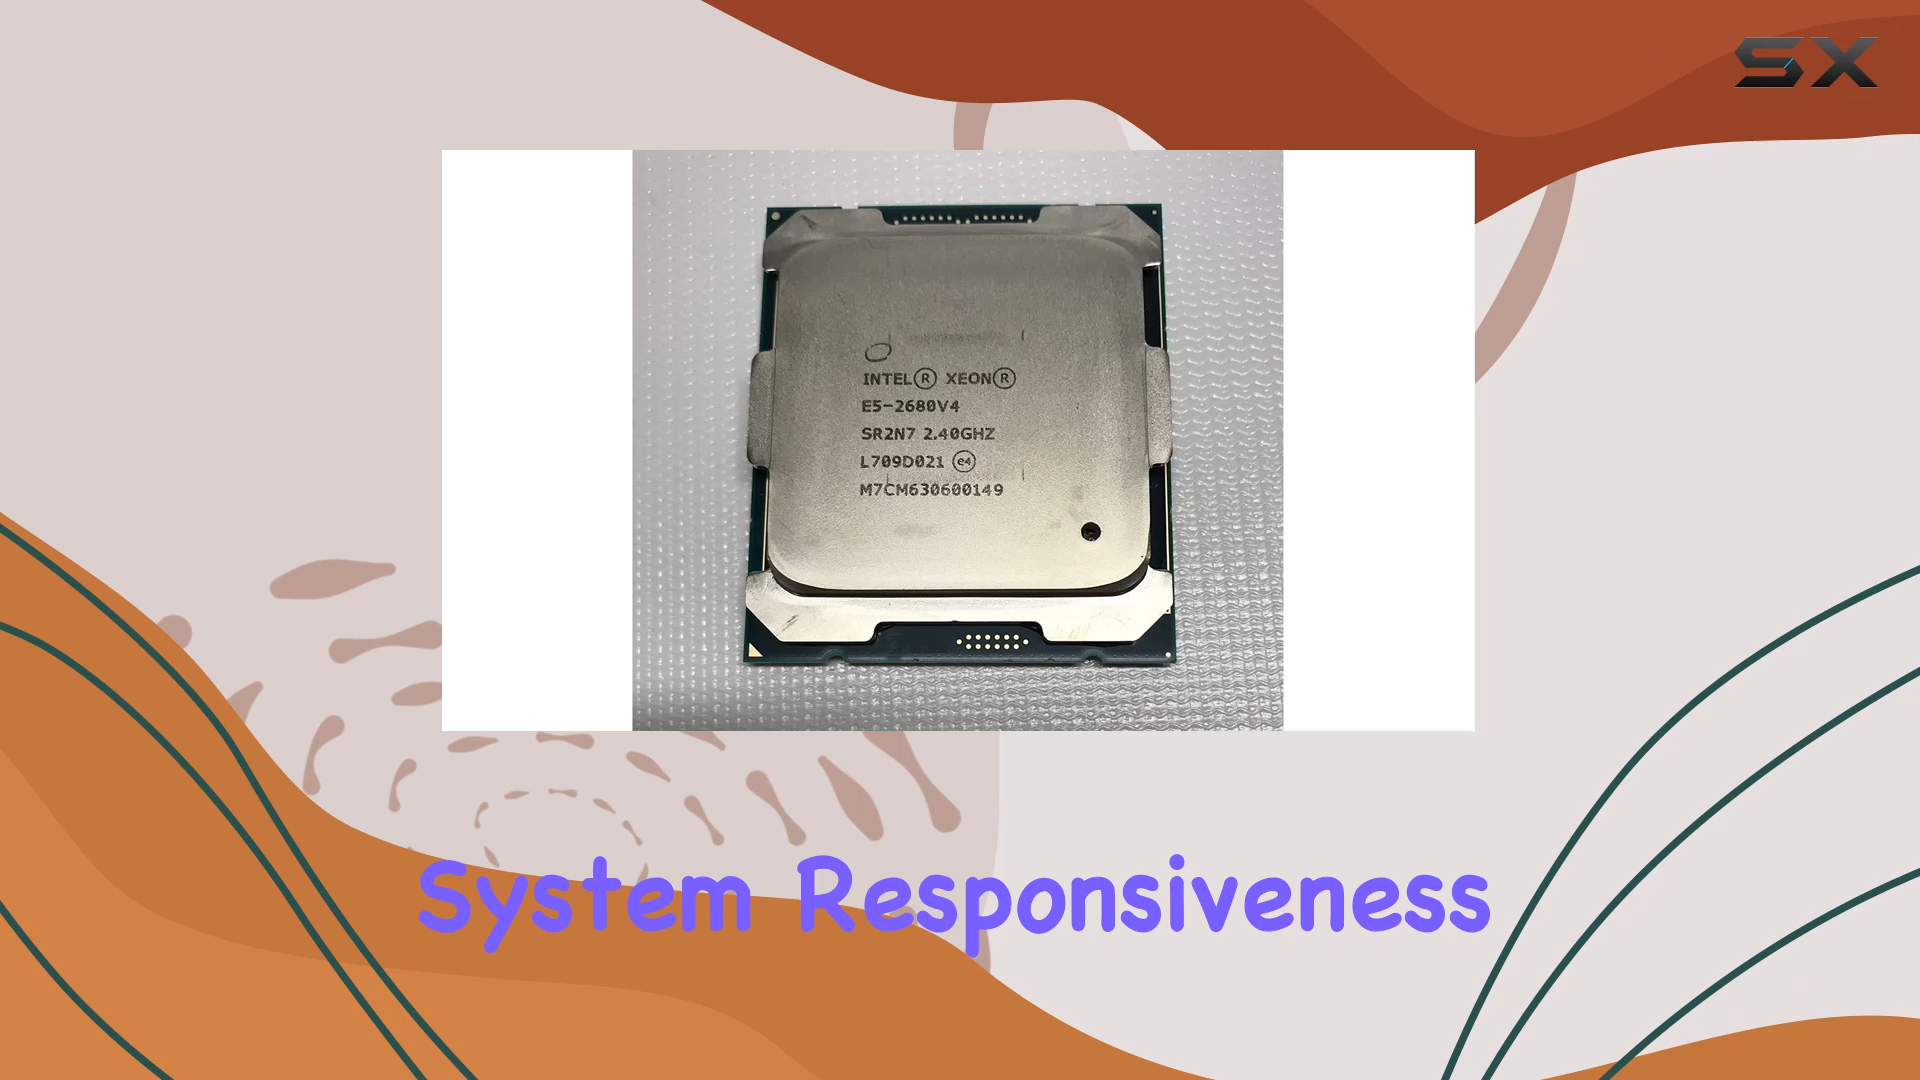 SX
INTEL® XEON®
E5-2680V4
SR2N7 2.40GHZ
L709D021 e4
M7CM630600149
System Responsiveness